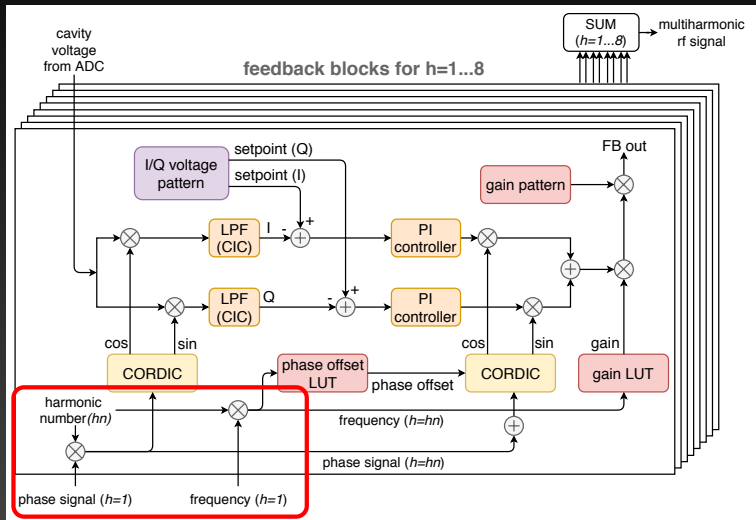 cavity
voltage
from ADC
SUM
(h=1...8)
multiharmonic
rf signal
feedback blocks for h=1...8
FB out
I/Q voltage
pattern
setpoint (Q)
setpoint (I)
gain pattern
LPF
(CIC)
I
-
+
PI
controller
LPF
(CIC)
Q
-
+
PI
controller
cos
sin
cos
sin
gain
CORDIC
phase offset
LUT
phase offset
CORDIC
gain LUT
harmonic
number(hn)
frequency (h=hn)
phase signal (h=hn)
phase signal (h=1)
frequency (h=1)